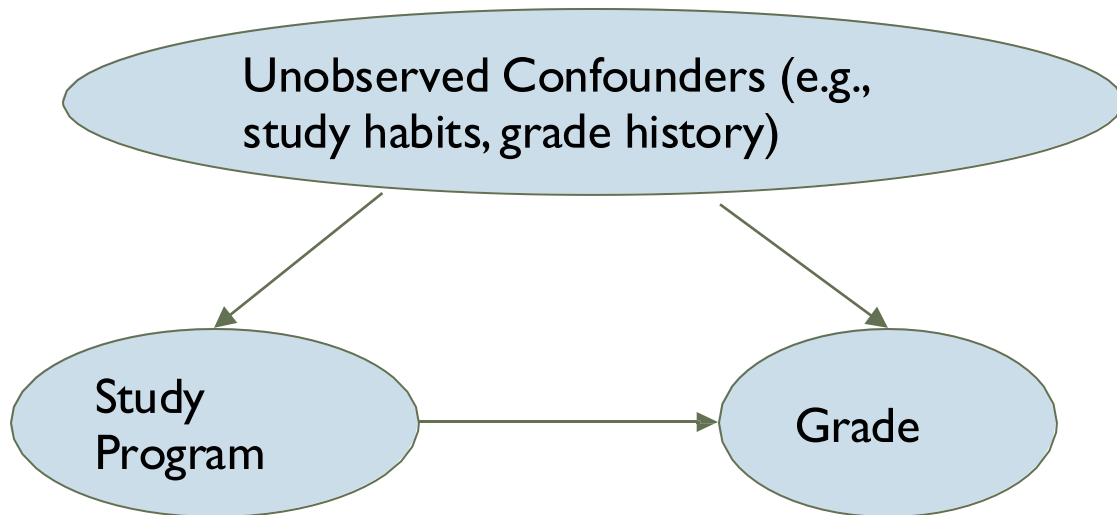 Unobserved Confounders (e.g.,
study habits, grade history)
Study
Program
Grade